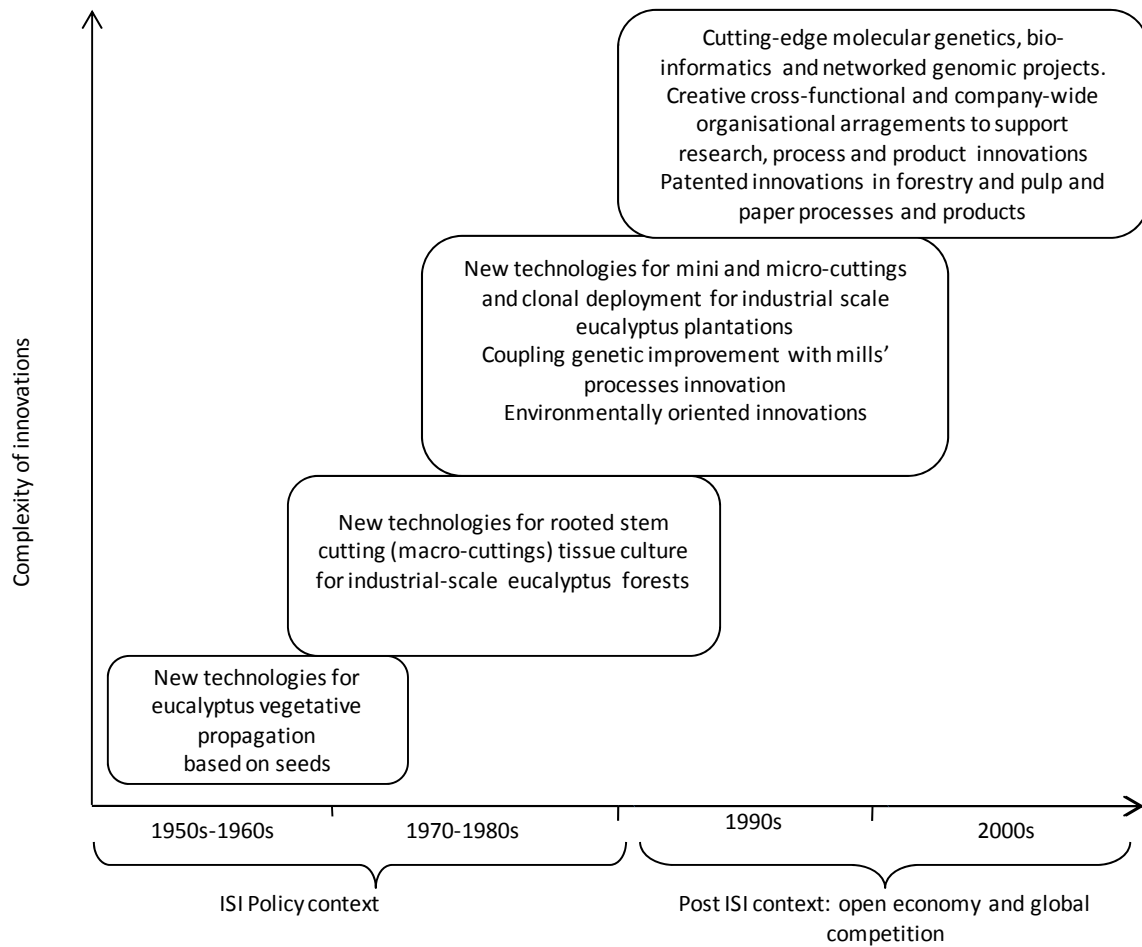 Cutting-edge molecular genetics, bio-
informatics and networked genomic projects.
Creative cross-functional and company-wide
organisational arragements to support
research, process and product innovations
Patented innovations in forestry and pulp and
paper processes and products
New technologies for mini and micro-cuttings
and clonal deployment for industrial scale
eucalyptus plantations
Coupling genetic improvement with mills’
processes innovation
Environmentally oriented innovations
Complexity of innovations
New technologies for rooted stem
cutting (macro-cuttings) tissue culture
for industrial-scale eucalyptus forests
New technologies for
eucalyptus vegetative
propagation
based on seeds
1950s-1960s
1970-1980s
1990s
2000s
ISI Policy context
Post ISI context: open economy and global
competition